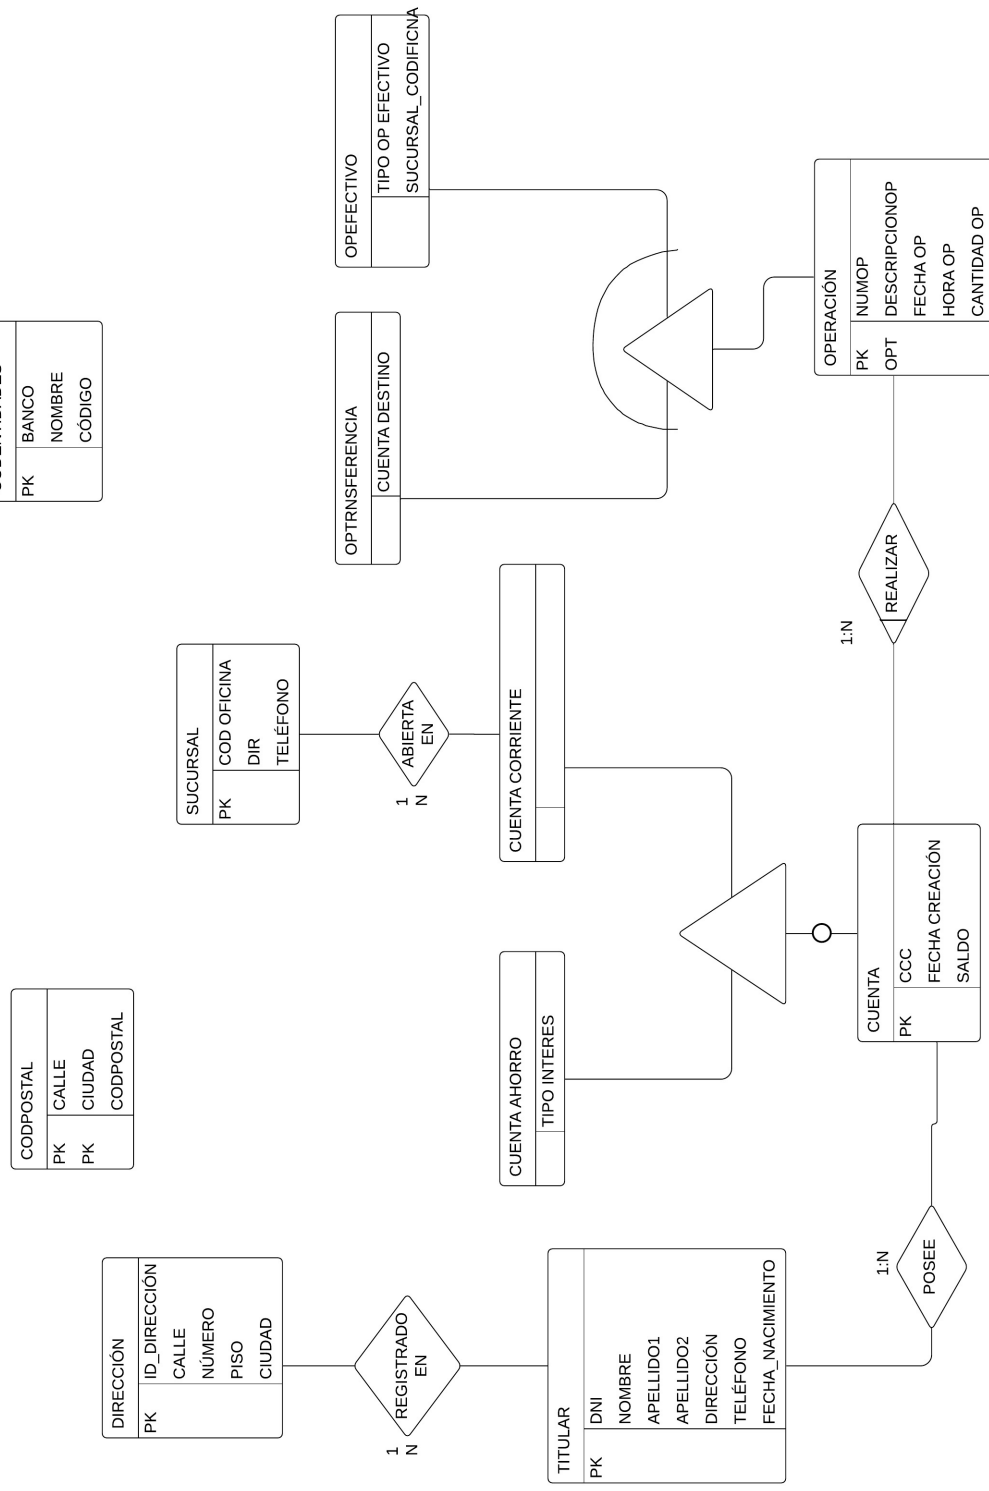 DIRECCIÓN
PK ID_DIRECCIÓN
CALLE
NÚMERO
PISO
CIUDAD
REGISTRADO
EN
1
N
TITULAR
PK DNI
NOMBRE
APELLIDO1
APELLIDO2
DIRECCIÓN
TELÉFONO
FECHA_NACIMIENTO
CODPOSTAL
PK CALLE
PK CIUDAD
CODPOSTAL
CUENTA AHORRO
TIPO INTERES
1:N
POSEE
SUCURSAL
PK COD OFICINA
DIR
TELÉFONO
ABIERTA
EN
1
N
CUENTA CORRIENTE
CUENTA
PK CCC
FECHA CREACIÓN
SALDO
PK BANCO
NOMBRE
CÓDIGO
OPTRNSFERENCIA
CUENTA DESTINO
1:N
REALIZAR
OPEFECTIVO
TIPO OP EFECTIVO
SUCURSAL_CODIFICNA
OPERACIÓN
PK NUMOP
OPT DESCRIPCIONOP
FECHA OP
HORA OP
CANTIDAD OP